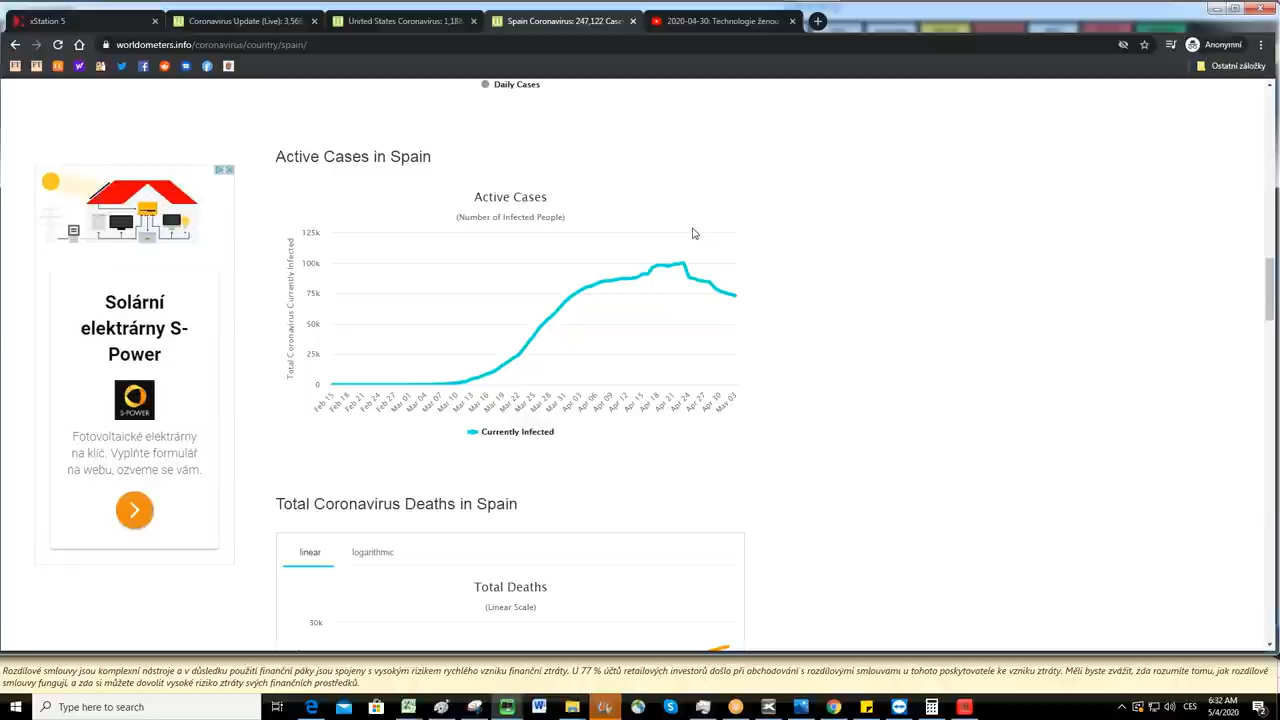 xStation 5
Coronavirus Update (Live): 3,566
United States Coronavirus: 1,188
Spain Coronavirus: 247,122 Cases
2020-04-30: Technologie ženou
worldometers.info/coronavirus/country/spain/
Anonymní
Ostatní záložky
Daily Cases
Active Cases in Spain
Active Cases
(Number of Infected People)
Total Coronavirus Currently Infected
125k
100k
75k
50k
25k
0
Feb 15
Feb 18
Feb 21
Feb 24
Feb 27
Mar 01
Mar 04
Mar 07
Mar 10
Mar 13
Mar 16
Mar 19
Mar 22
Mar 25
Mar 28
Mar 31
Apr 03
Apr 06
Apr 09
Apr 12
Apr 15
Apr 18
Apr 21
Apr 24
Apr 27
Apr 30
May 03
Currently Infected
Solární
elektrárny S-
Power
S-POWER
Fotovoltaické elektrárny
na klíč. Vyplňte formulář
na webu, ozveme se vám.
Total Coronavirus Deaths in Spain
linear
logarithmic
Total Deaths
(Linear Scale)
30k
Rozdílové smlouvy jsou komplexní nástroje a v důsledku použití finanční páky jsou spojeny s vysokým rizikem rychlého vzniku finanční ztráty. U 77 % účtů retailových investorů došlo při obchodování s rozdílovými smlouvami u tohoto poskytovatele ke vzniku ztráty. Měli byste zvážit, zda rozumíte tomu, jak rozdílové
smlouvy fungují, a zda si můžete dovolit vysoké riziko ztráty svých finančních prostředků.
Type here to search
CES
6:32 AM
5/4/2020